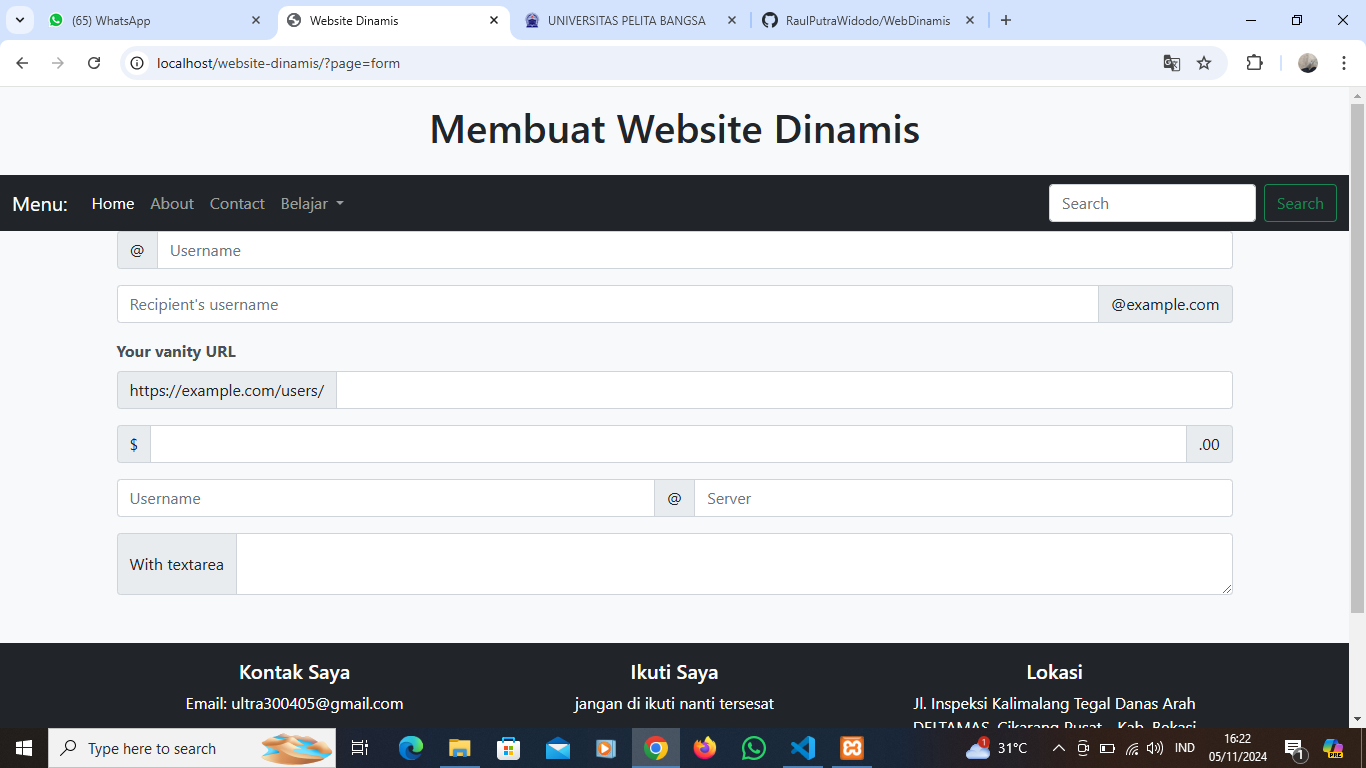 (65) WhatsApp
Website Dinamis
UNIVERSITAS PELITA BANGSA
RaulPutraWidodo/WebDinamis
localhost/website-dinamis/?page=form
Membuat Website Dinamis
Menu: Home About Contact Belajar Search Search
@ Username
Recipient's username @example.com
Your vanity URL
https://example.com/users/
$ .00
Username @ Server
With textarea
Kontak Saya
Email: ultra300405@gmail.com
Ikuti Saya
jangan di ikuti nanti tersesat
Lokasi
Jl. Inspeksi Kalimalang Tegal Danas Arah
DELTAMAS, Cikarang Pusat - Kab. Bekasi
Type here to search
1
31°C
IND
16:22
05/11/2024
1
PRE